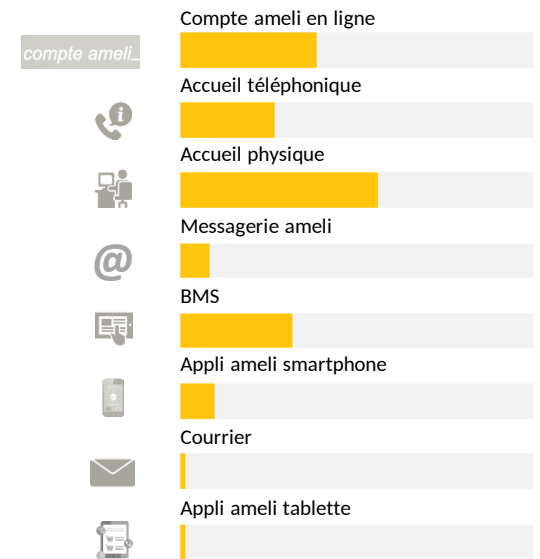 Compte ameli en ligne
compte ameli_
Accueil téléphonique
Accueil physique
Messagerie ameli
@
BMS
Appli ameli smartphone
Courrier
Appli ameli tablette